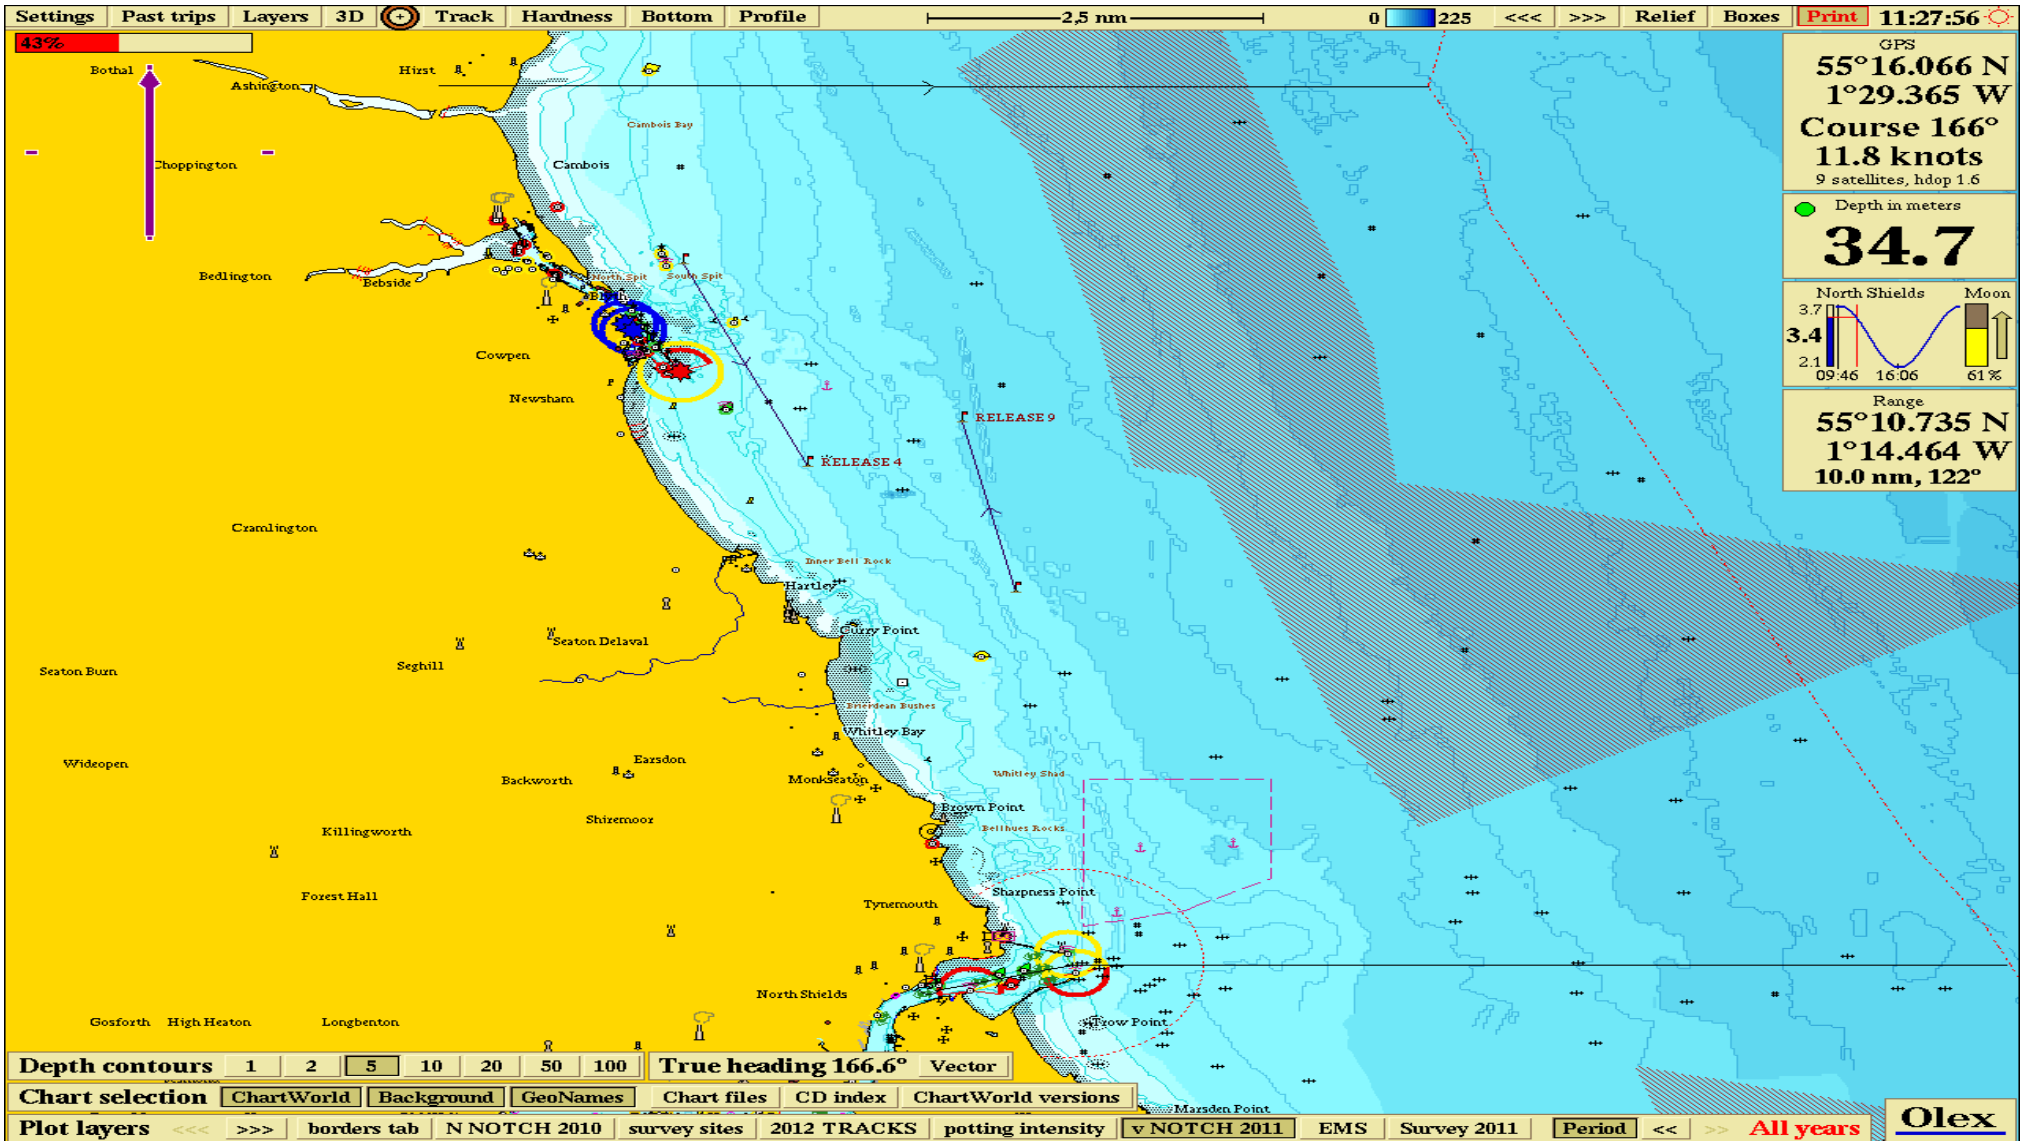 Settings Past trips Layers 3D Track Hardness Bottom Profile 2,5 nm 0 225 <<< >>> Relief Boxes Print 11:27:56
43%
GPS
55°16.066 N
1°29.365 W
Course 166°
11.8 knots
9 satellites, hdop 1.6
Depth in meters
34.7
North Shields Moon
3.7
3.4
2.1
09:46 16:06 61%
Range
55°10.735 N
1°14.464 W
10.0 nm, 122°
Bothal
Hirst
Ashington
Cambois Bay
Choppington
Cambois
Bedlington
Bebside
North Spit
South Spit
Blyth
Cowpen
Newsham
RELEASE 9
RELEASE 4
Cramlington
Inner Bell Rock
Hartley
Curry Point
Seaton Delaval
Seghill
Seaton Burn
Brierdean Bushes
Whitley Bay
Earsdon
Wideopen
Backworth
Monkseaton
Whitley Shad
Brown Point
Shiremoor
Killingworth
Bellhues Rocks
Sharpness Point
Forest Hall
Tynemouth
North Shields
Gosforth
High Heaton
Longbenton
Trow Point
Marsden Point
Depth contours 1 2 5 10 20 50 100 True heading 166.6° Vector
Chart selection ChartWorld Background GeoNames Chart files CD index ChartWorld versions
Plot layers <<< >>> borders tab N NOTCH 2010 survey sites 2012 TRACKS potting intensity v NOTCH 2011 EMS Survey 2011 Period << >> All years
Olex